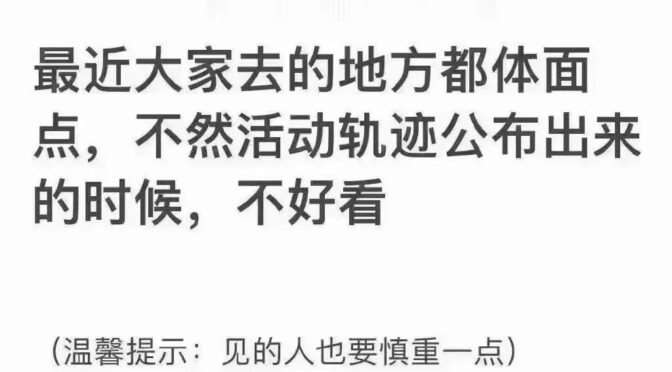 最近大家去的地方都体面
点，不然活动轨迹公布出来
的时候，不好看
（温馨提示：见的人也要慎重一点）